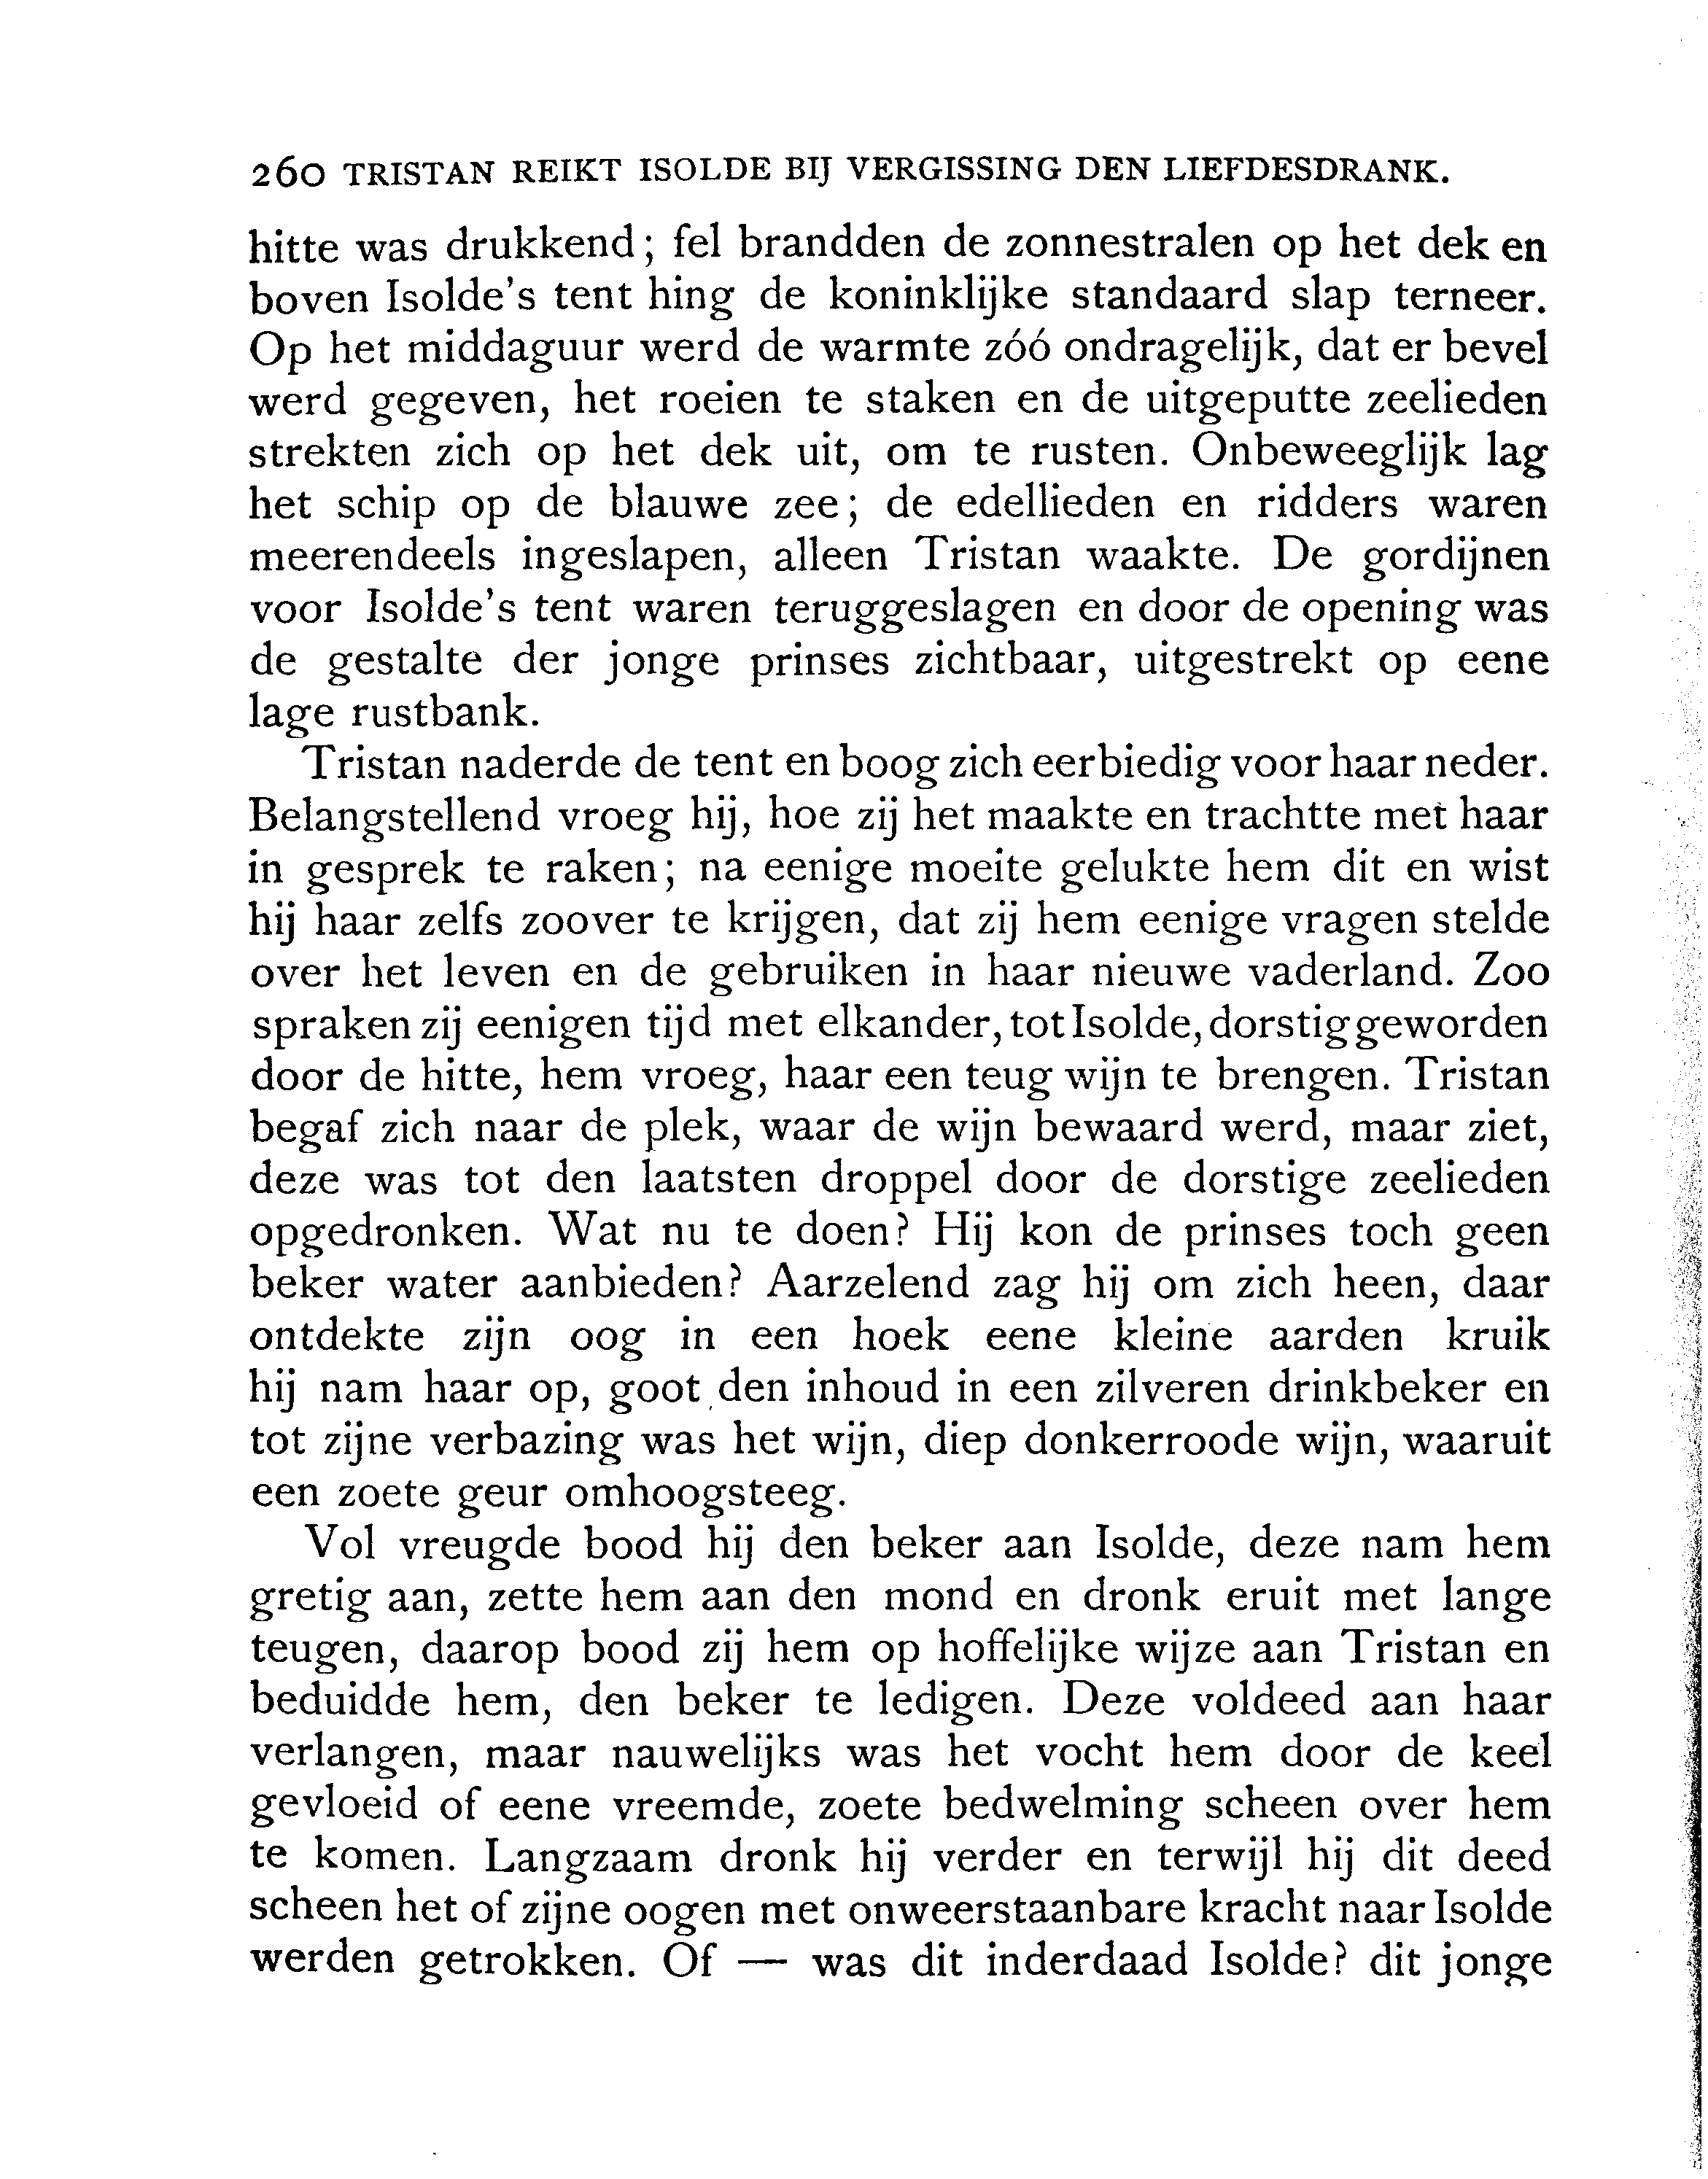 260 TRISTAN REIKT ISOLDE BIJ VERGISSING DEN LIEFDESDRANK.
hitte was drukkend; fel brandden de zonnestralen op het dek en
boven Isolde's tent hing de koninklijke standaard slap terneer.
Op het middaguur werd de warmte zóó ondragelijk, dat er bevel
werd gegeven, het roeien te staken en de uitgeputte zeelieden
strekten zich op het dek uit, om te rusten. Onbeweeglijk lag
het schip op de blauwe zee; de edellieden en ridders waren
meerendeels ingeslapen, alleen Tristan waakte. De gordijnen
voor Isolde's tent waren teruggeslagen en door de opening was
de gestalte der jonge prinses zichtbaar, uitgestrekt op eene
lage rustbank.
Tristan naderde de tent en boog zich eerbiedig voor haar neder.
Belangstellend vroeg hij, hoe zij het maakte en trachtte met haar
in gesprek te raken; na eenige moeite gelukte hem dit en wist
hij haar zelfs zoover te krijgen, dat zij hem eenige vragen stelde
over het leven en de gebruiken in haar nieuwe vaderland. Zoo
spraken zij eenigen tijd met elkander, tot Isolde, dorstig geworden
door de hitte, hem vroeg, haar een teug wijn te brengen. Tristan
begaf zich naar de plek, waar de wijn bewaard werd, maar ziet,
deze was tot den laatsten droppel door de dorstige zeelieden
opgedronken. Wat nu te doen? Hij kon de prinses toch geen
beker water aanbieden? Aarzelend zag hij om zich heen, daar
ontdekte zijn oog in een hoek eene kleine aarden kruik
hij nam haar op, goot den inhoud in een zilveren drinkbeker en
tot zijne verbazing was het wijn, diep donkerroode wijn, waaruit
een zoete geur omhoogsteeg.
Vol vreugde bood hij den beker aan Isolde, deze nam hem
gretig aan, zette hem aan den mond en dronk eruit met lange
teugen, daarop bood zij hem op hoffelijke wijze aan Tristan en
beduidde hem, den beker te ledigen. Deze voldeed aan haar
verlangen, maar nauwelijks was het vocht hem door de keel
gevloeid of eene vreemde, zoete bedwelming scheen over hem
te komen. Langzaam dronk hij verder en terwijl hij dit deed
scheen het of zijne oogen met onweerstaanbare kracht naar Isolde
werden getrokken. Of — was dit inderdaad Isolde? dit jonge